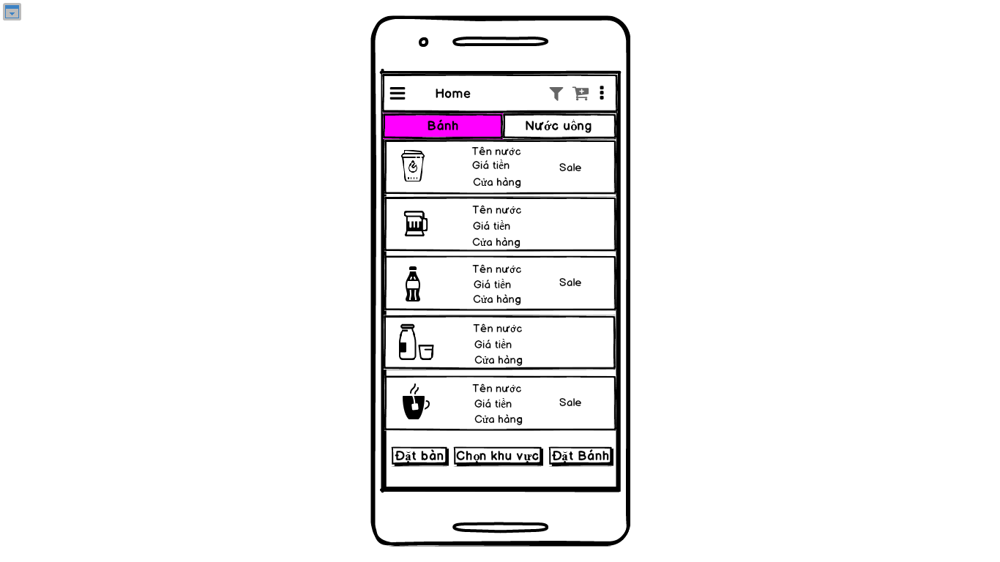 Home
Bánh
Nước uông
Tên nước
Giá tiền
Cửa hàng
Sale
Tên nước
Giá tiền
Cửa hàng
Tên nước
Giá tiền
Cửa hàng
Sale
Tên nước
Giá tiền
Cửa hàng
Tên nước
Giá tiền
Cửa hàng
Sale
Đặt bàn
Chọn khu vực
Đặt Bánh